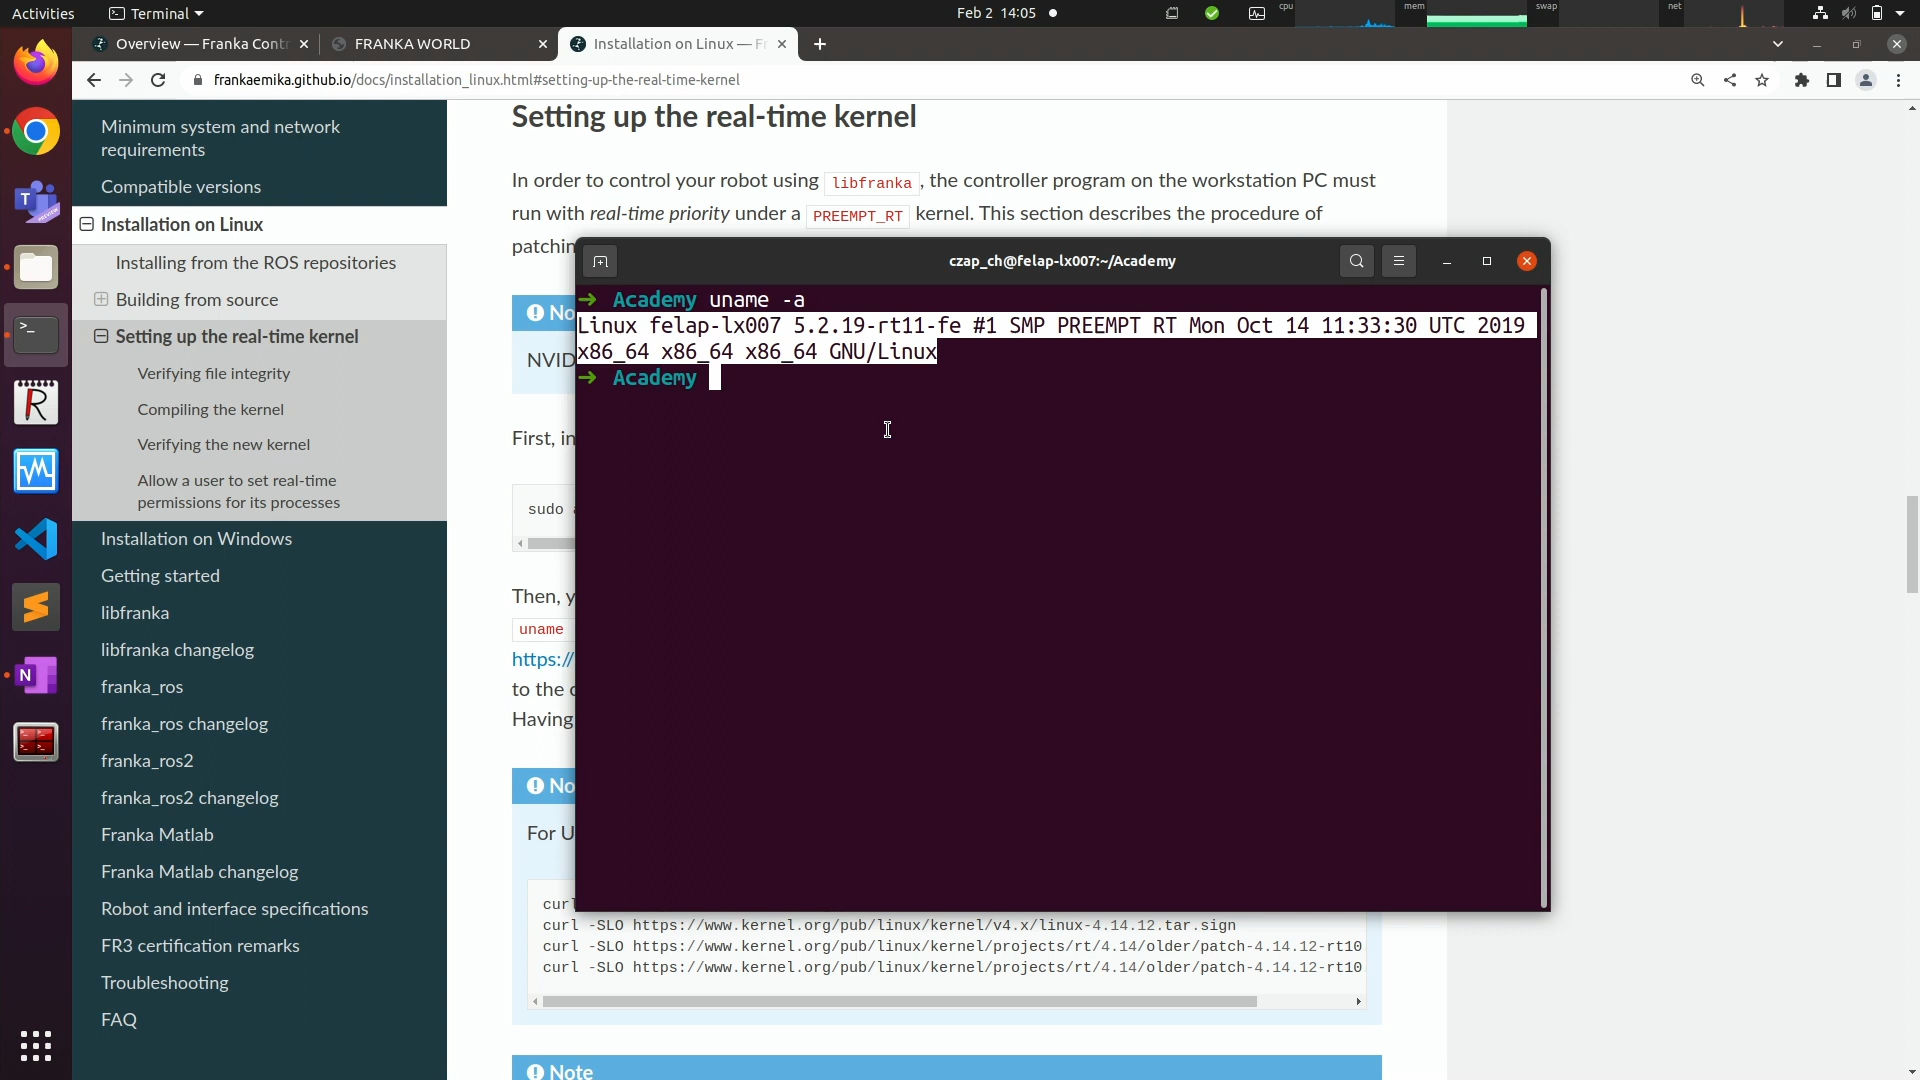 Activities
Terminal
Feb 2 14:05
cpu
mem
swap
net
Overview — Franka Contr
FRANKA WORLD
Installation on Linux — Fr
frankaemika.github.io/docs/installation_linux.html#setting-up-the-real-time-kernel
Minimum system and network
requirements
Compatible versions
Installation on Linux
Installing from the ROS repositories
Building from source
Setting up the real-time kernel
Verifying file integrity
Compiling the kernel
Verifying the new kernel
Allow a user to set real-time
permissions for its processes
Installation on Windows
Getting started
libfranka
libfranka changelog
franka_ros
franka_ros changelog
franka_ros2
franka_ros2 changelog
Franka Matlab
Franka Matlab changelog
Robot and interface specifications
FR3 certification remarks
Troubleshooting
FAQ
Setting up the real-time kernel
In order to control your robot using libfranka, the controller program on the workstation PC must
run with real-time priority under a PREEMPT_RT kernel. This section describes the procedure of
patchin
No
NVID
First, in
sudo a
Then, y
uname
https://
to the c
Having
No
For U
curl
curl -SLO https://www.kernel.org/pub/linux/kernel/v4.x/linux-4.14.12.tar.sign
curl -SLO https://www.kernel.org/pub/linux/kernel/projects/rt/4.14/older/patch-4.14.12-rt10
curl -SLO https://www.kernel.org/pub/linux/kernel/projects/rt/4.14/older/patch-4.14.12-rt10
Note
czap_ch@felap-lx007:~/Academy
➜ Academy uname -a
Linux felap-lx007 5.2.19-rt11-fe #1 SMP PREEMPT RT Mon Oct 14 11:33:30 UTC 2019
x86_64 x86_64 x86_64 GNU/Linux
➜ Academy